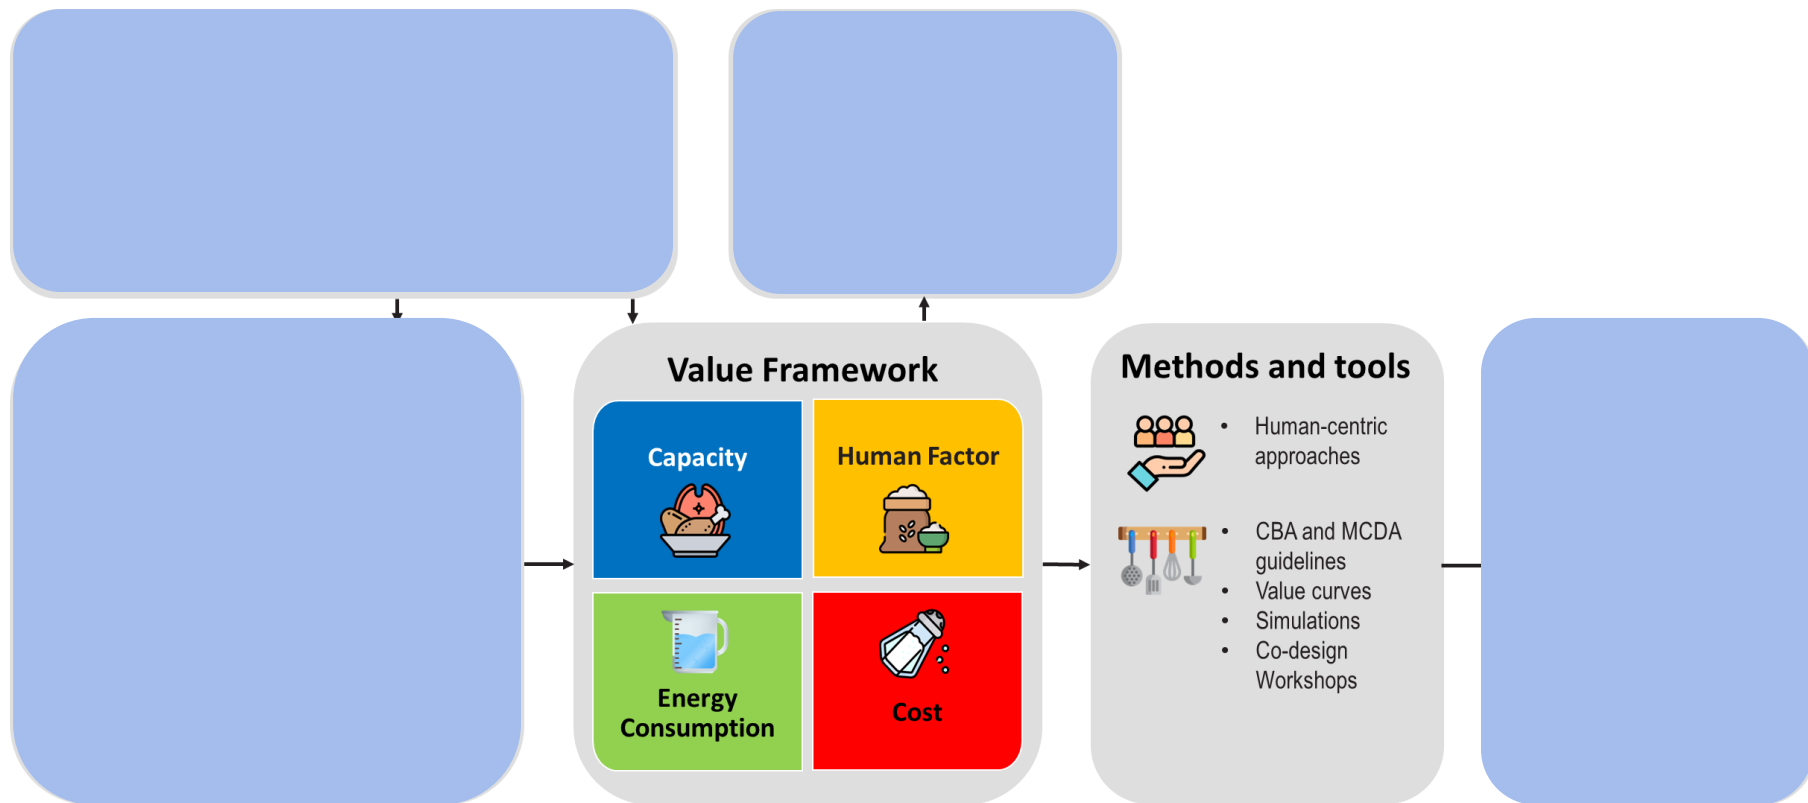 Value Framework
Capacity
Human Factor
Energy
Consumption
Cost
Methods and tools
• Human-centric
approaches
• CBA and MCDA
guidelines
• Value curves
• Simulations
• Co-design
Workshops